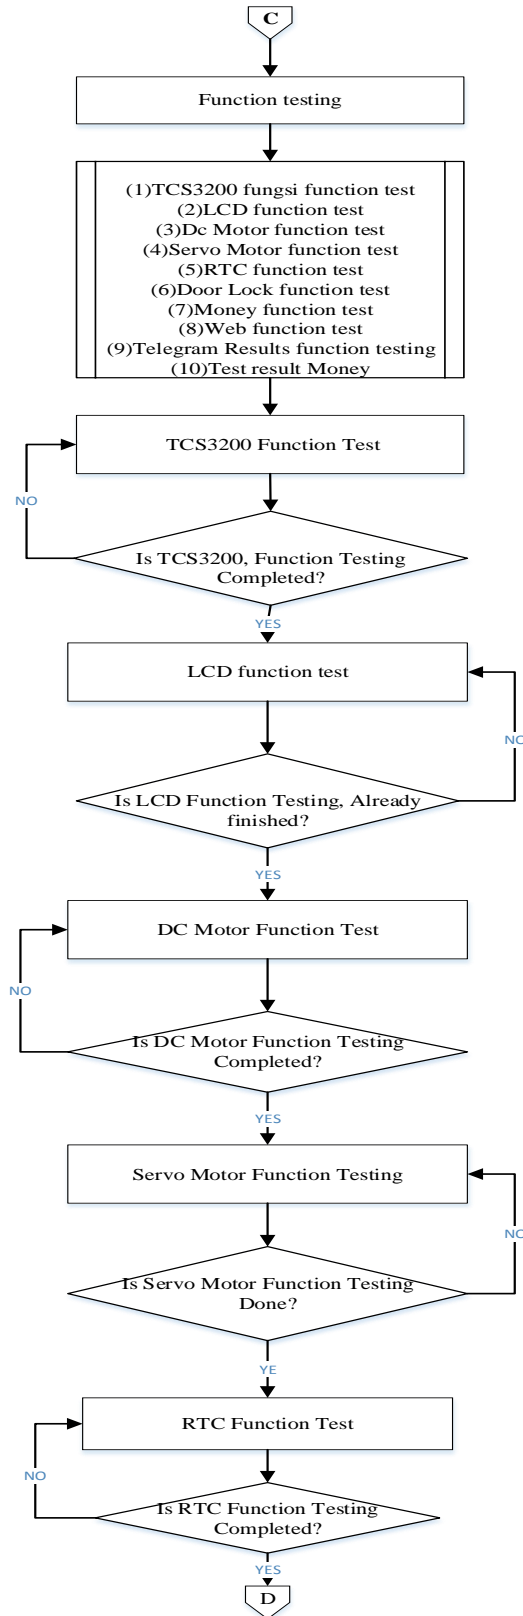 C
Function testing
(1)TCS3200 fungsi function test
(2)LCD function test
(3)Dc Motor function test
(4)Servo Motor function test
(5)RTC function test
(6)Door Lock function test
(7)Money function test
(8)Web function test
(9)Telegram Results function testing
(10)Test result Money
TCS3200 Function Test
NO
Is TCS3200, Function Testing
Completed?
YES
LCD function test
NO
Is LCD Function Testing, Already
finished?
YES
DC Motor Function Test
NO
Is DC Motor Function Testing
Completed?
YES
Servo Motor Function Testing
NO
Is Servo Motor Function Testing
Done?
YE
RTC Function Test
NO
Is RTC Function Testing
Completed?
YES
D